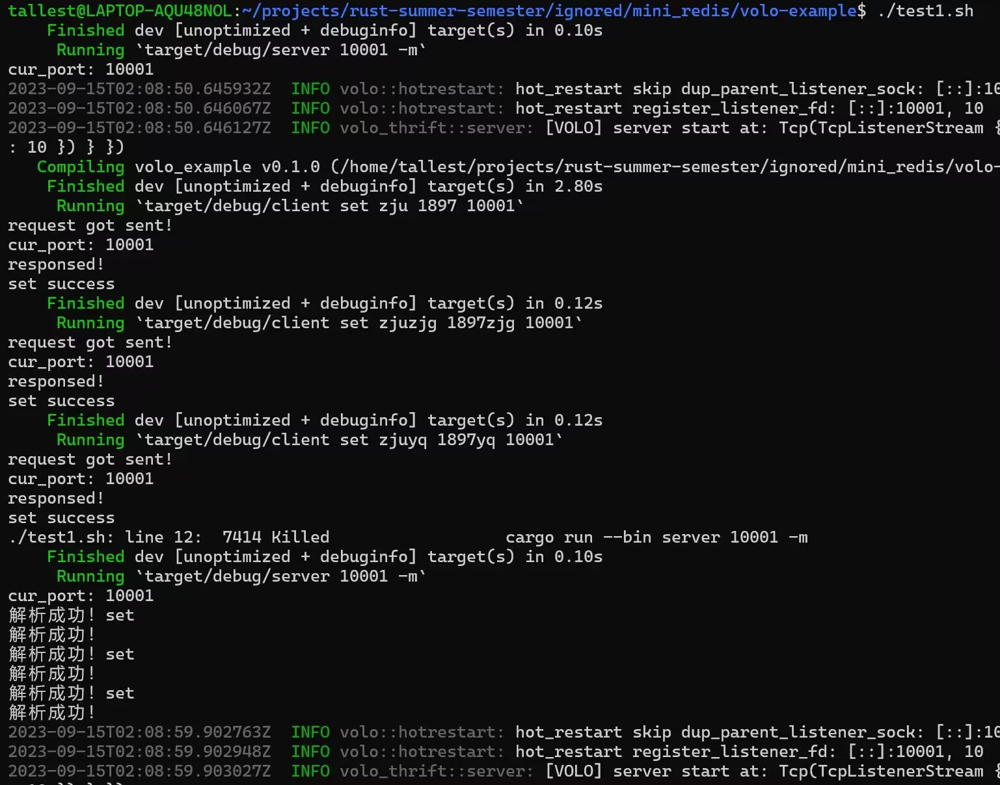 tallest@LAPTOP-AQU48NOL:~/projects/rust-summer-semester/ignored/mini_redis/volo-example$ ./test1.sh
    Finished dev [unoptimized + debuginfo] target(s) in 0.10s
     Running `target/debug/server 10001 -m`
cur_port: 10001
2023-09-15T02:08:50.645932Z  INFO volo::hotrestart: hot_restart skip dup_parent_listener_sock: [::]:10
2023-09-15T02:08:50.646067Z  INFO volo::hotrestart: hot_restart register_listener_fd: [::]:10001, 10
2023-09-15T02:08:50.646127Z  INFO volo_thrift::server: [VOLO] server start at: Tcp(TcpListenerStream {
: 10 }) } })
   Compiling volo_example v0.1.0 (/home/tallest/projects/rust-summer-semester/ignored/mini_redis/volo-
    Finished dev [unoptimized + debuginfo] target(s) in 2.80s
     Running `target/debug/client set zju 1897 10001`
request got sent!
cur_port: 10001
responsed!
set success
    Finished dev [unoptimized + debuginfo] target(s) in 0.12s
     Running `target/debug/client set zjuzjg 1897zjg 10001`
request got sent!
cur_port: 10001
responsed!
set success
    Finished dev [unoptimized + debuginfo] target(s) in 0.12s
     Running `target/debug/client set zjuyq 1897yq 10001`
request got sent!
cur_port: 10001
responsed!
set success
./test1.sh: line 12:  7414 Killed                  cargo run --bin server 10001 -m
    Finished dev [unoptimized + debuginfo] target(s) in 0.10s
     Running `target/debug/server 10001 -m`
cur_port: 10001
解析成功！set
解析成功！
解析成功！set
解析成功！
解析成功！set
解析成功！
2023-09-15T02:08:59.902763Z  INFO volo::hotrestart: hot_restart skip dup_parent_listener_sock: [::]:10
2023-09-15T02:08:59.902948Z  INFO volo::hotrestart: hot_restart register_listener_fd: [::]:10001, 10
2023-09-15T02:08:59.903027Z  INFO volo_thrift::server: [VOLO] server start at: Tcp(TcpListenerStream {